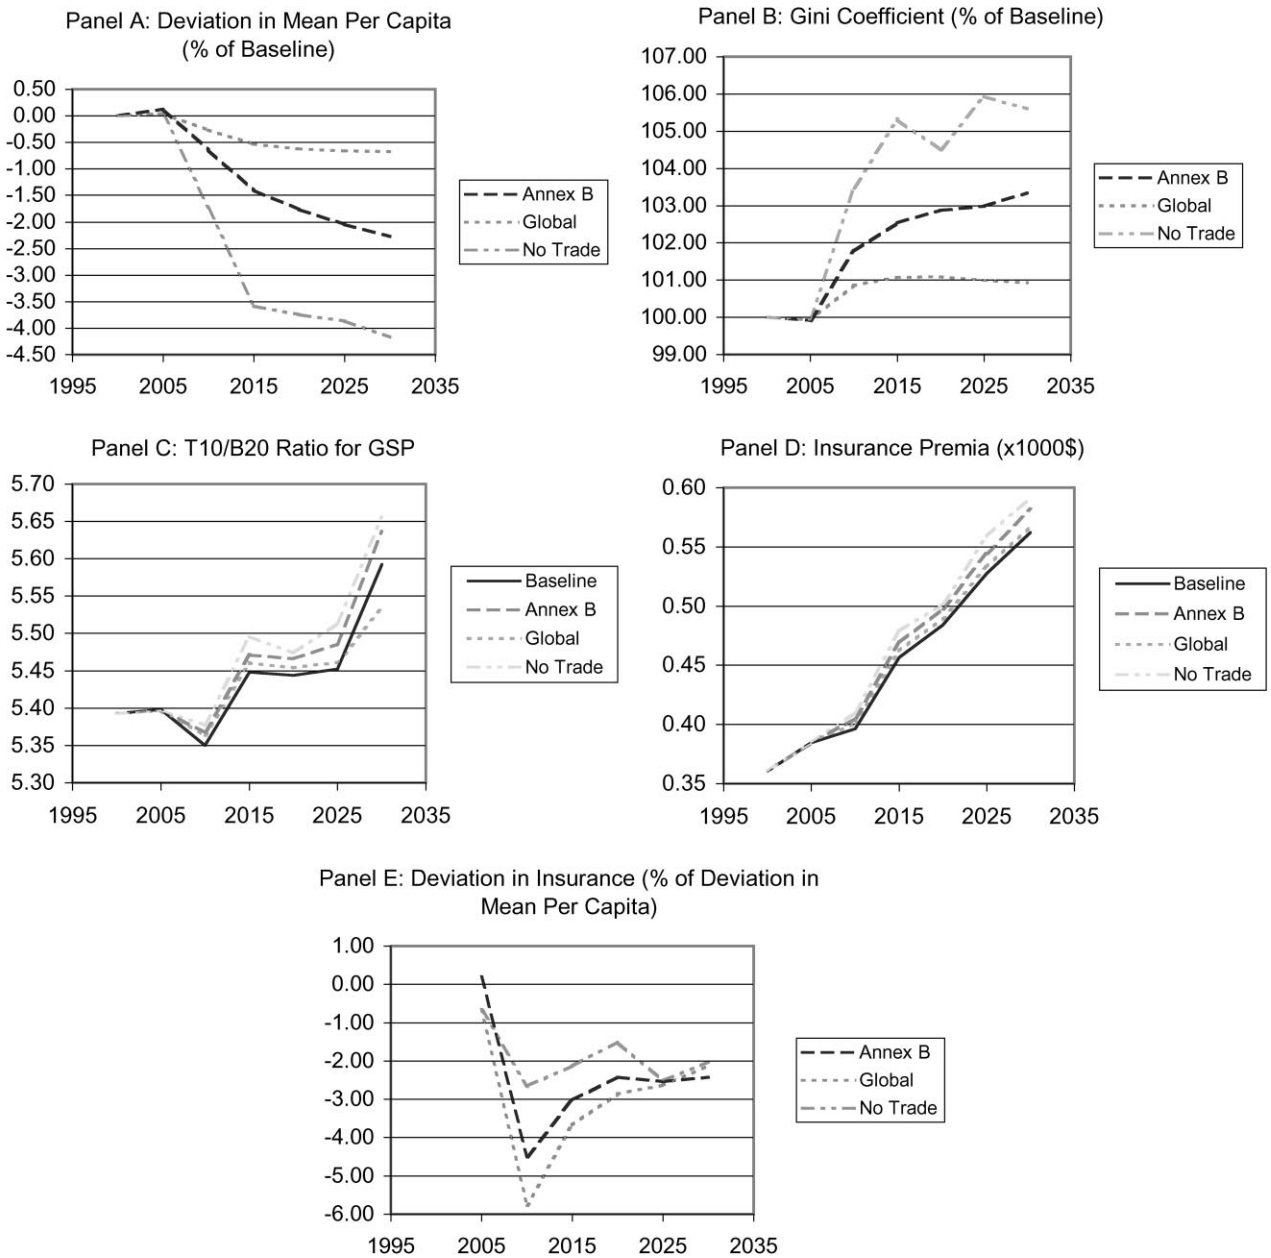 Panel A: Deviation in Mean Per Capita
(% of Baseline)
0.50
0.00
-0.50
-1.00
-1.50
-2.00
-2.50
-3.00
-3.50
-4.00
-4.50
1995 2005 2015 2025 2035
Annex B
Global
No Trade
Panel B: Gini Coefficient (% of Baseline)
107.00
106.00
105.00
104.00
103.00
102.00
101.00
100.00
99.00
1995 2005 2015 2025 2035
Annex B
Global
No Trade
Panel C: T10/B20 Ratio for GSP
5.70
5.65
5.60
5.55
5.50
5.45
5.40
5.35
5.30
1995 2005 2015 2025 2035
Baseline
Annex B
Global
No Trade
Panel D: Insurance Premia (x1000$)
0.60
0.55
0.50
0.45
0.40
0.35
1995 2005 2015 2025 2035
Baseline
Annex B
Global
No Trade
Panel E: Deviation in Insurance (% of Deviation in
Mean Per Capita)
1.00
0.00
-1.00
-2.00
-3.00
-4.00
-5.00
-6.00
1995 2005 2015 2025 2035
Annex B
Global
No Trade